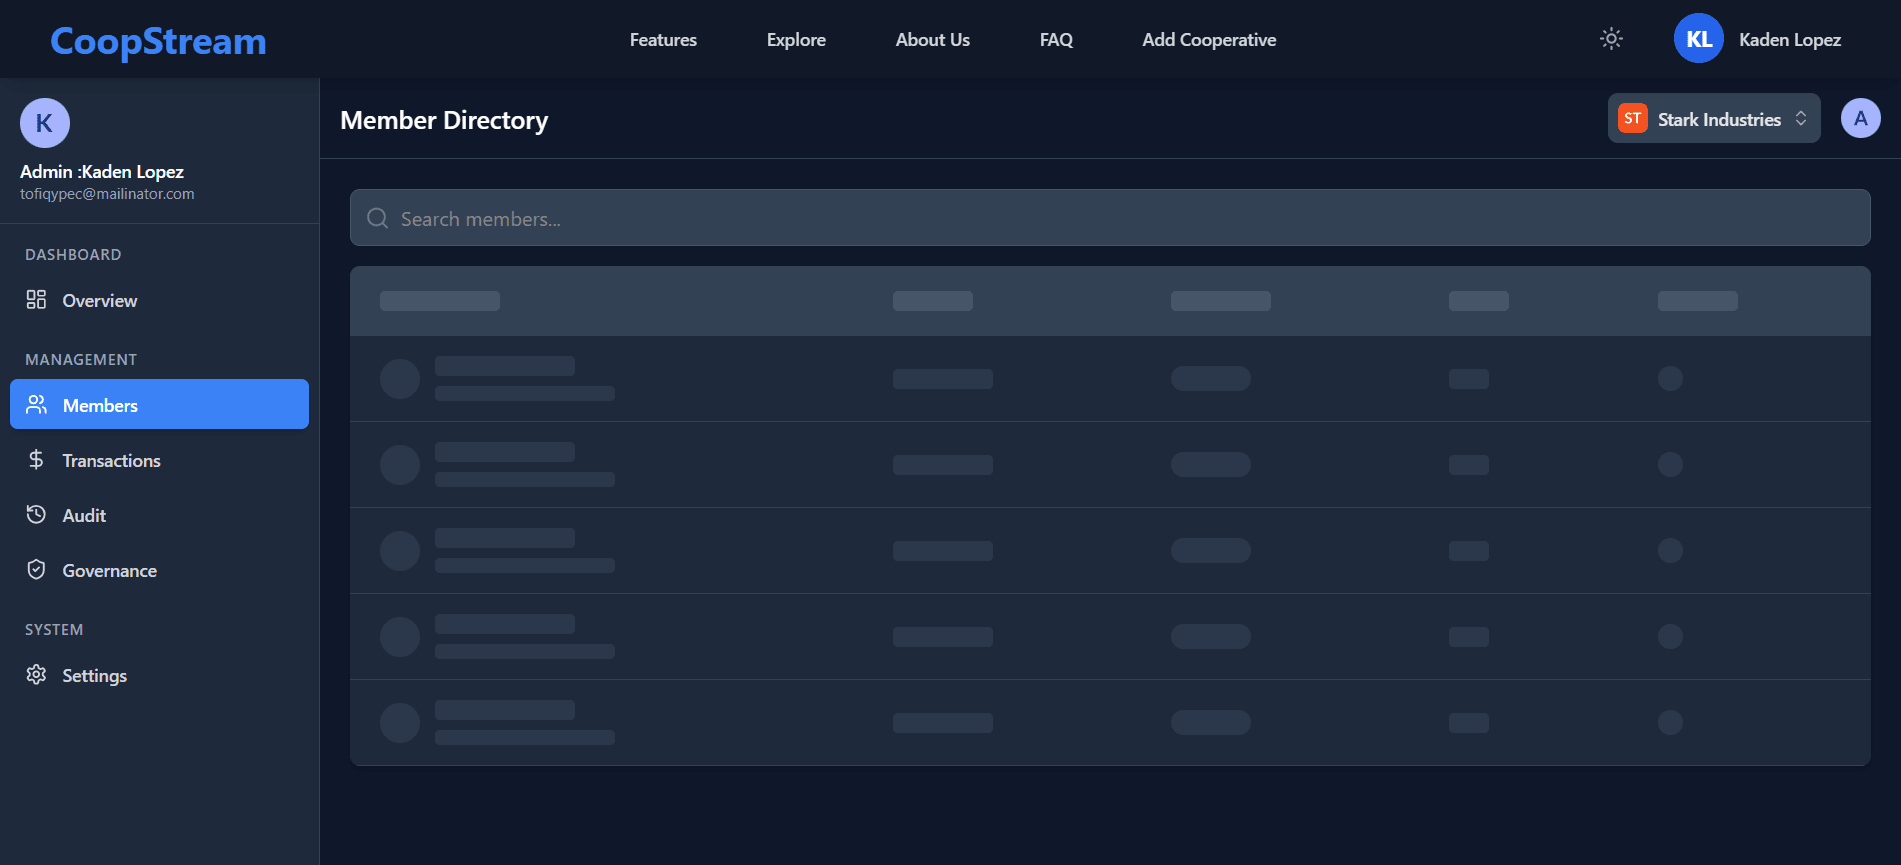 CoopStream
Features
Explore
About Us
FAQ
Add Cooperative
KL
Kaden Lopez
K
Admin :Kaden Lopez
tofiqypec@mailinator.com
DASHBOARD
Overview
MANAGEMENT
Members
Transactions
Audit
Governance
SYSTEM
Settings
Member Directory
ST
Stark Industries
A
Search members...